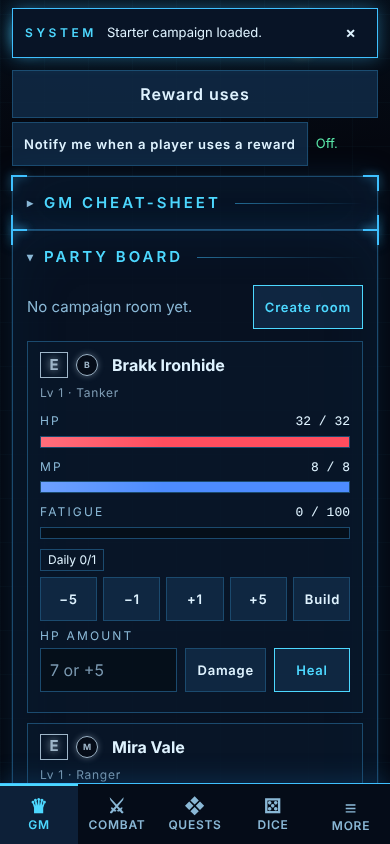 SYSTEM Starter campaign loaded. ×
Reward uses
Notify me when a player uses a reward Off.
▸ GM CHEAT-SHEET
▾ PARTY BOARD
No campaign room yet. Create room
E B Brakk Ironhide
Lv 1 · Tanker
HP 32 / 32
MP 8 / 8
FATIGUE 0 / 100
Daily 0/1
−5 −1 +1 +5 Build
HP AMOUNT
7 or +5 Damage Heal
E M Mira Vale
Lv 1 · Ranger
GM COMBAT QUESTS DICE MORE